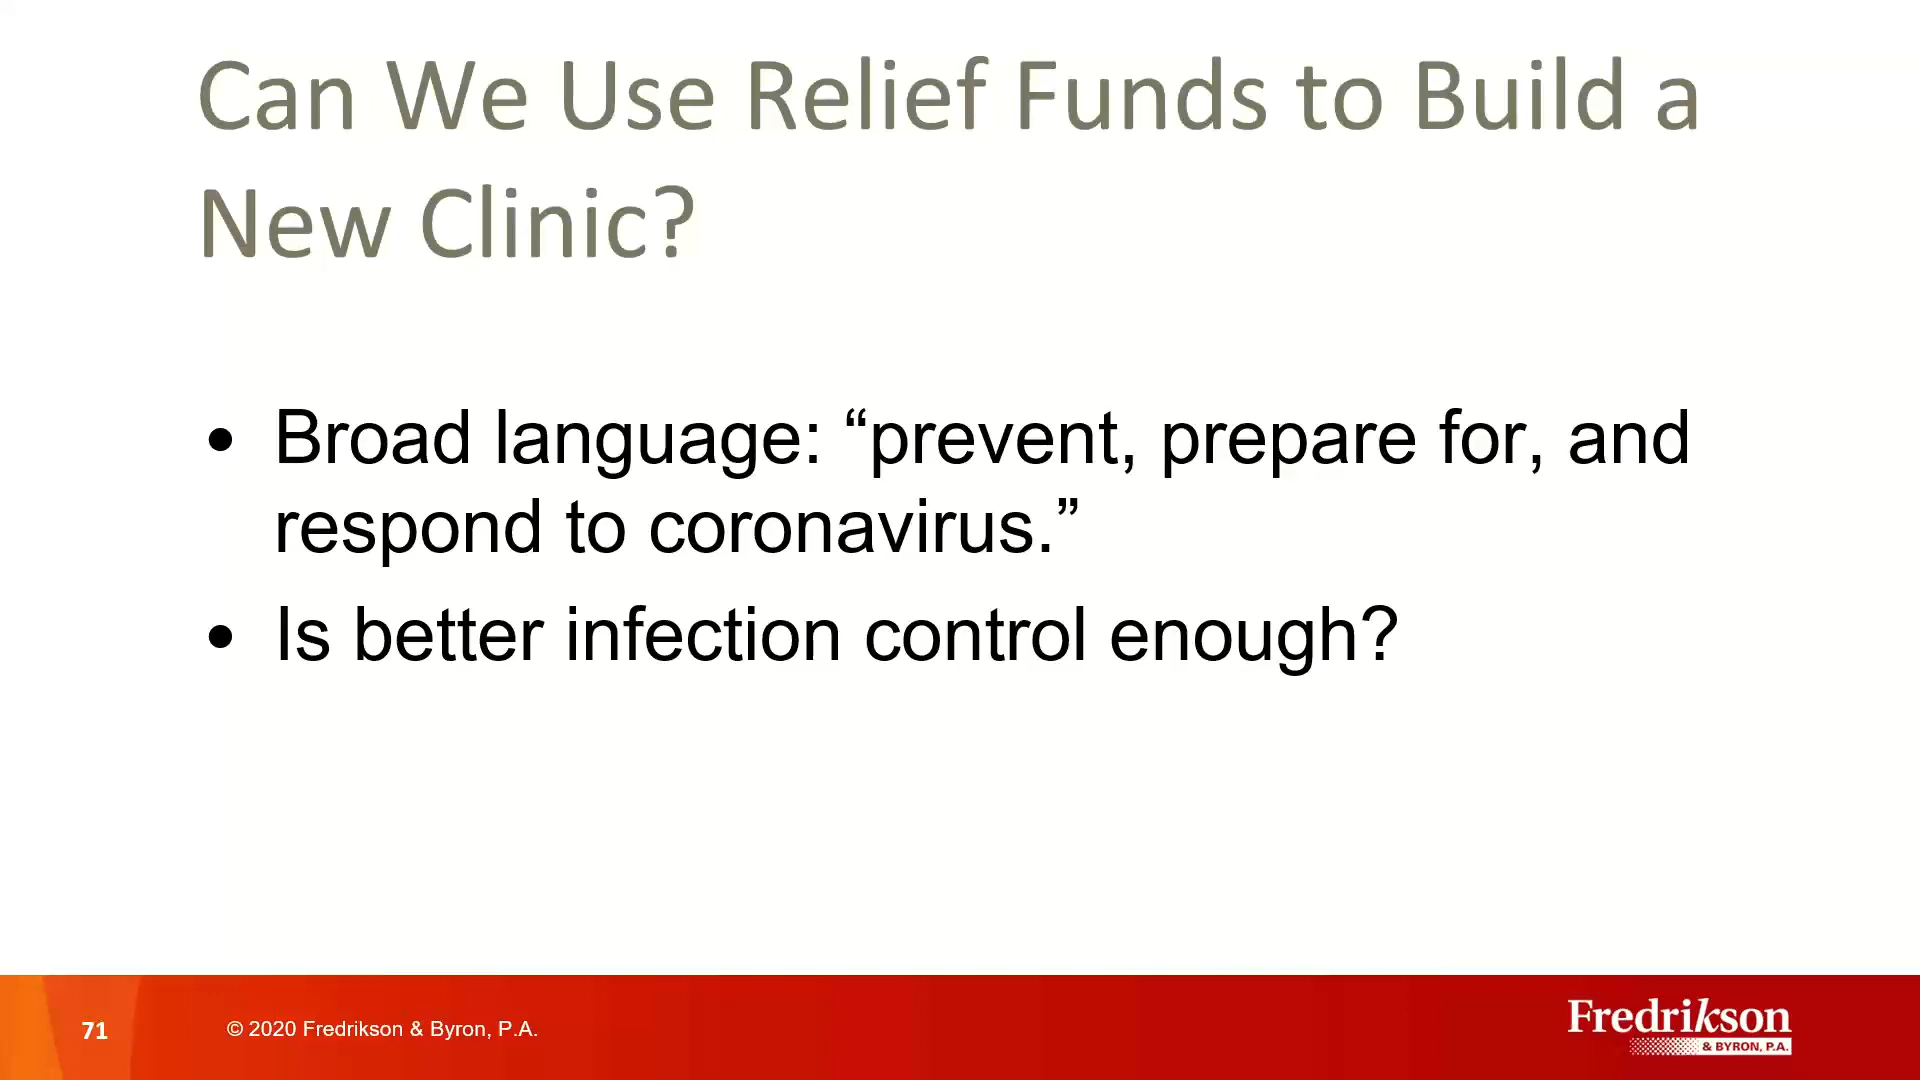 Can We Use Relief Funds to Build a
New Clinic?
• Broad language: “prevent, prepare for, and
respond to coronavirus.”
• Is better infection control enough?
71
© 2020 Fredrikson & Byron, P.A.
Fredrikson
& BYRON, P.A.